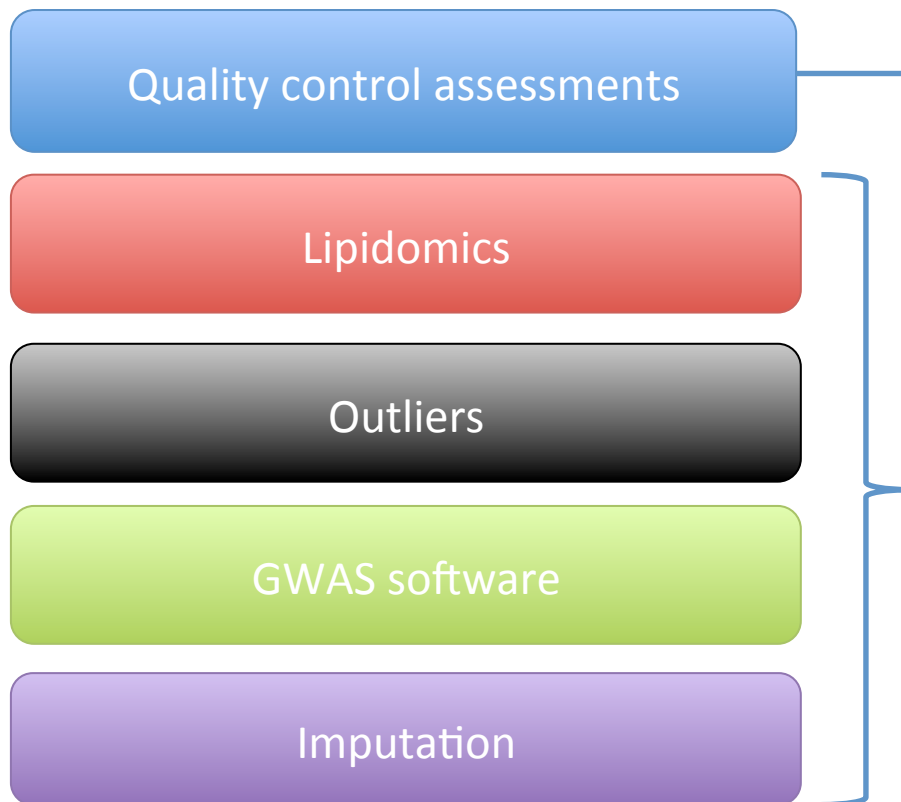 Quality control assessments
Lipidomics
Outliers
GWAS software
Imputation